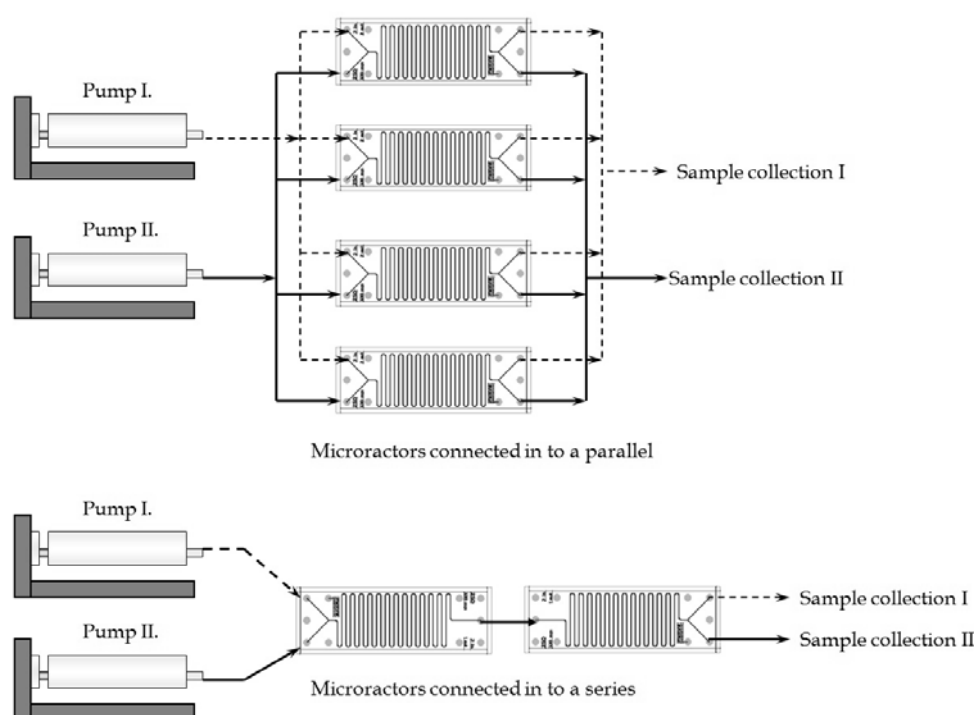 Pump I.
Sample collection I
Pump II.
Sample collection II
Microractors connected in to a parallel
Pump I.
Sample collection I
Pump II.
Sample collection II
Microractors connected in to a series